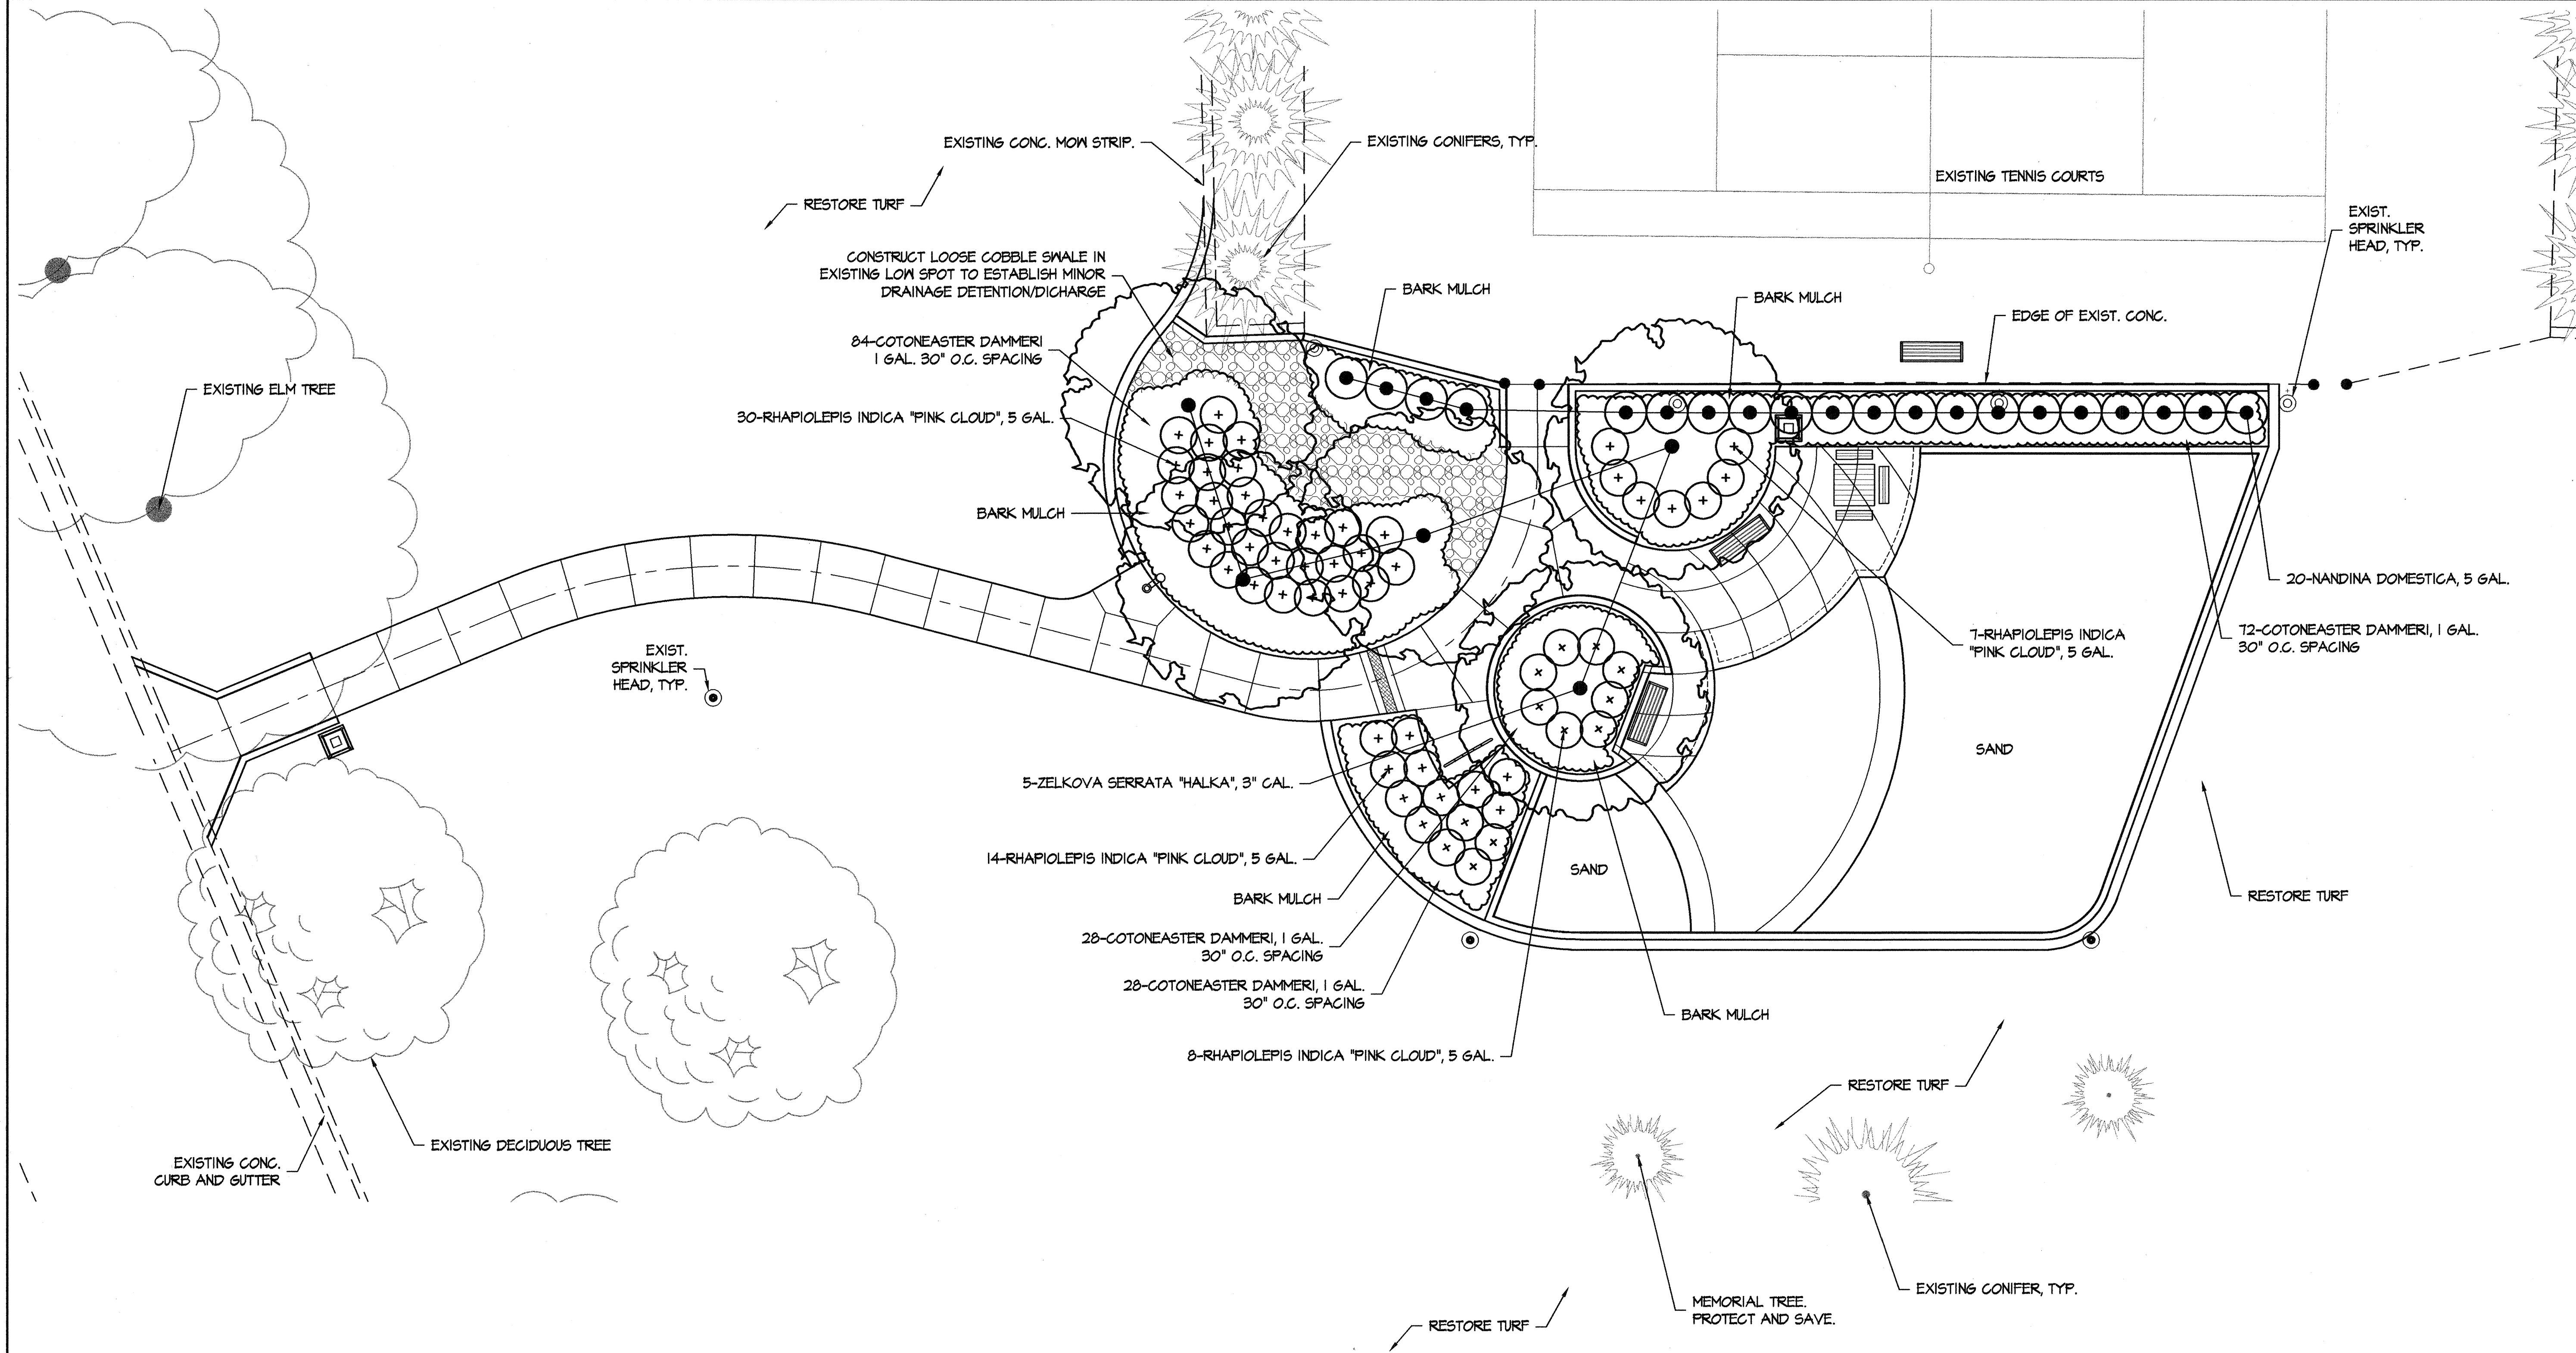 EXISTING CONC. MOW STRIP.
EXISTING CONIFERS, TYP.
EXISTING TENNIS COURTS
RESTORE TURF
EXIST.
SPRINKLER
HEAD, TYP.
CONSTRUCT LOOSE COBBLE SWALE IN
EXISTING LOW SPOT TO ESTABLISH MINOR
DRAINAGE DETENTION/DICHARGE
BARK MULCH
BARK MULCH
EDGE OF EXIST. CONC.
84-COTONEASTER DAMMERI
1 GAL. 30" O.C. SPACING
EXISTING ELM TREE
30-RHAPIOLEPIS INDICA "PINK CLOUD", 5 GAL.
BARK MULCH
20-NANDINA DOMESTICA, 5 GAL.
7-RHAPIOLEPIS INDICA
"PINK CLOUD", 5 GAL.
72-COTONEASTER DAMMERI, 1 GAL.
30" O.C. SPACING
EXIST.
SPRINKLER
HEAD, TYP.
SAND
5-ZELKOVA SERRATA "HALKA", 3" CAL.
14-RHAPIOLEPIS INDICA "PINK CLOUD", 5 GAL.
SAND
BARK MULCH
RESTORE TURF
28-COTONEASTER DAMMERI, 1 GAL.
30" O.C. SPACING
28-COTONEASTER DAMMERI, 1 GAL.
30" O.C. SPACING
BARK MULCH
8-RHAPIOLEPIS INDICA "PINK CLOUD", 5 GAL.
RESTORE TURF
EXISTING DECIDUOUS TREE
EXISTING CONC.
CURB AND GUTTER
EXISTING CONIFER, TYP.
MEMORIAL TREE.
PROTECT AND SAVE.
RESTORE TURF